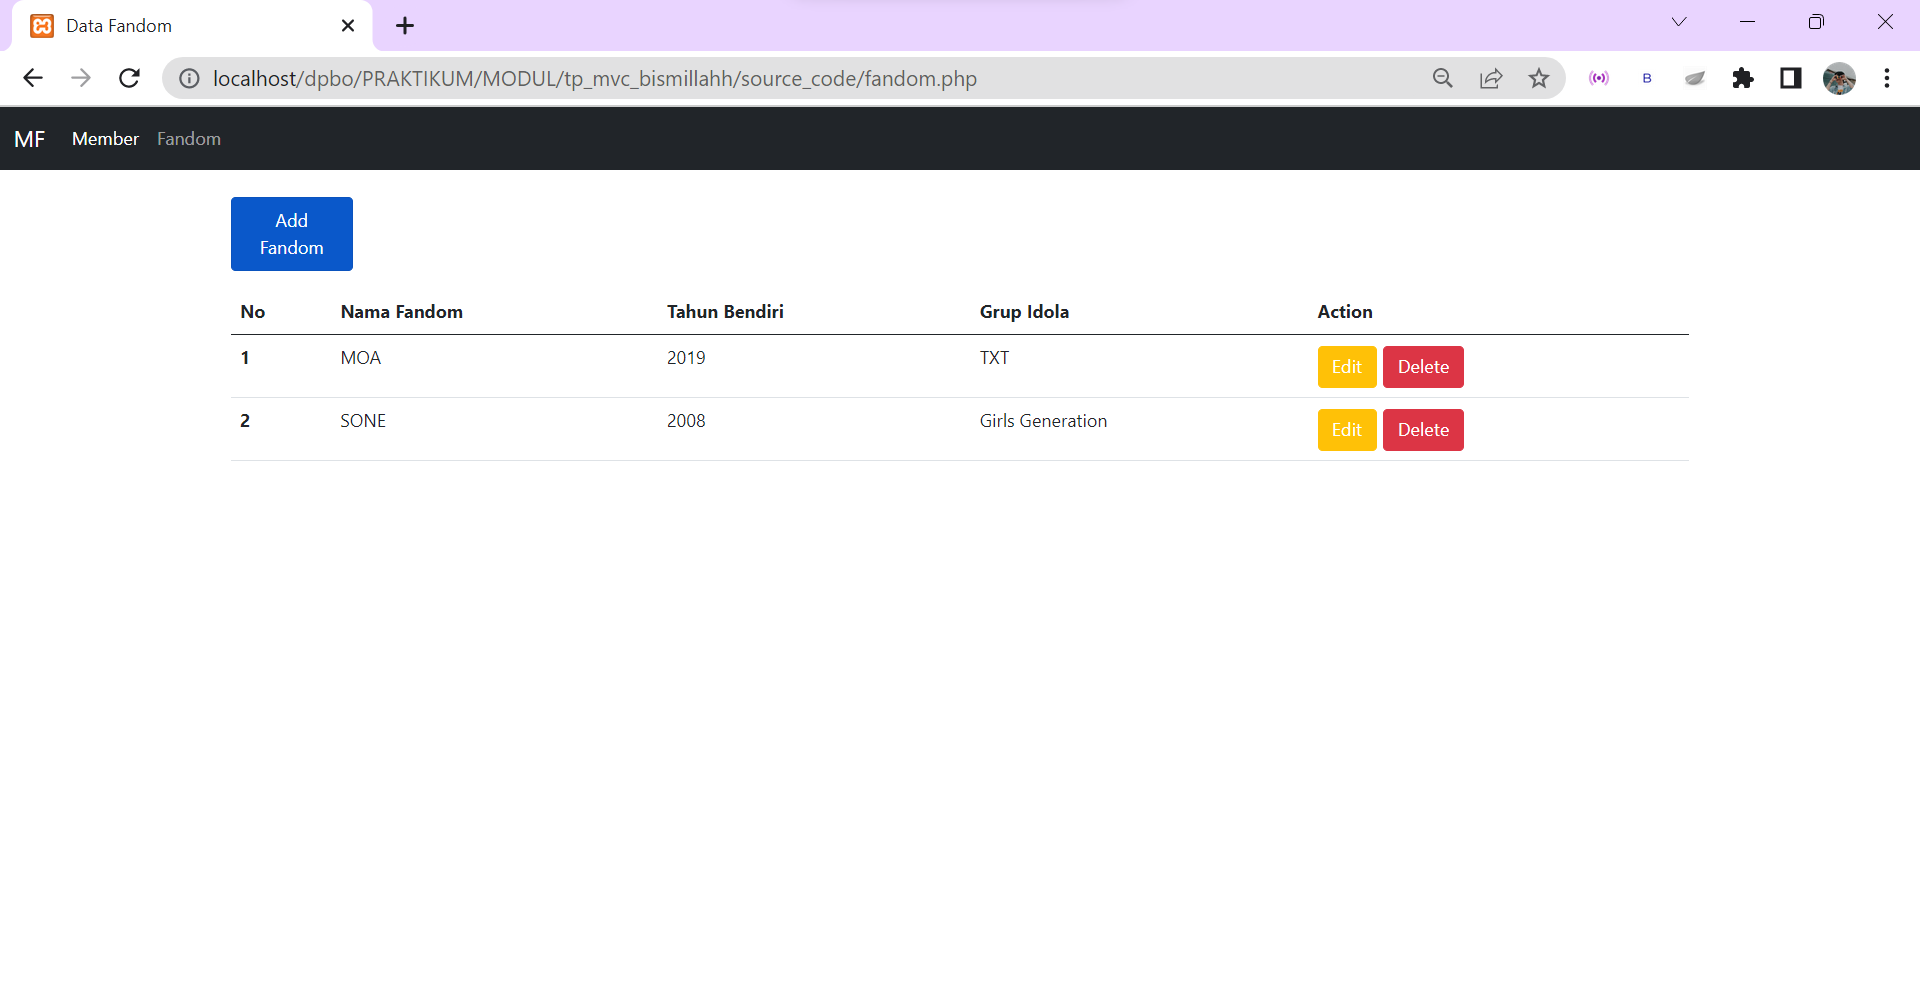 Data Fandom
localhost/dpbo/PRAKTIKUM/MODUL/tp_mvc_bismillahh/source_code/fandom.php
B
MF Member Fandom
Add
Fandom
No Nama Fandom Tahun Bendiri Grup Idola Action
1 MOA 2019 TXT Edit Delete
2 SONE 2008 Girls Generation Edit Delete